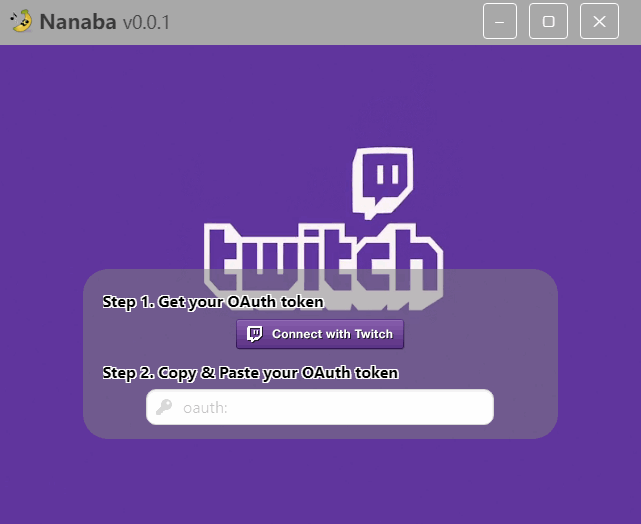 Nanaba v0.0.1
twitch
Step 1. Get your OAuth token
Connect with Twitch
Step 2. Copy & Paste your OAuth token
oauth: